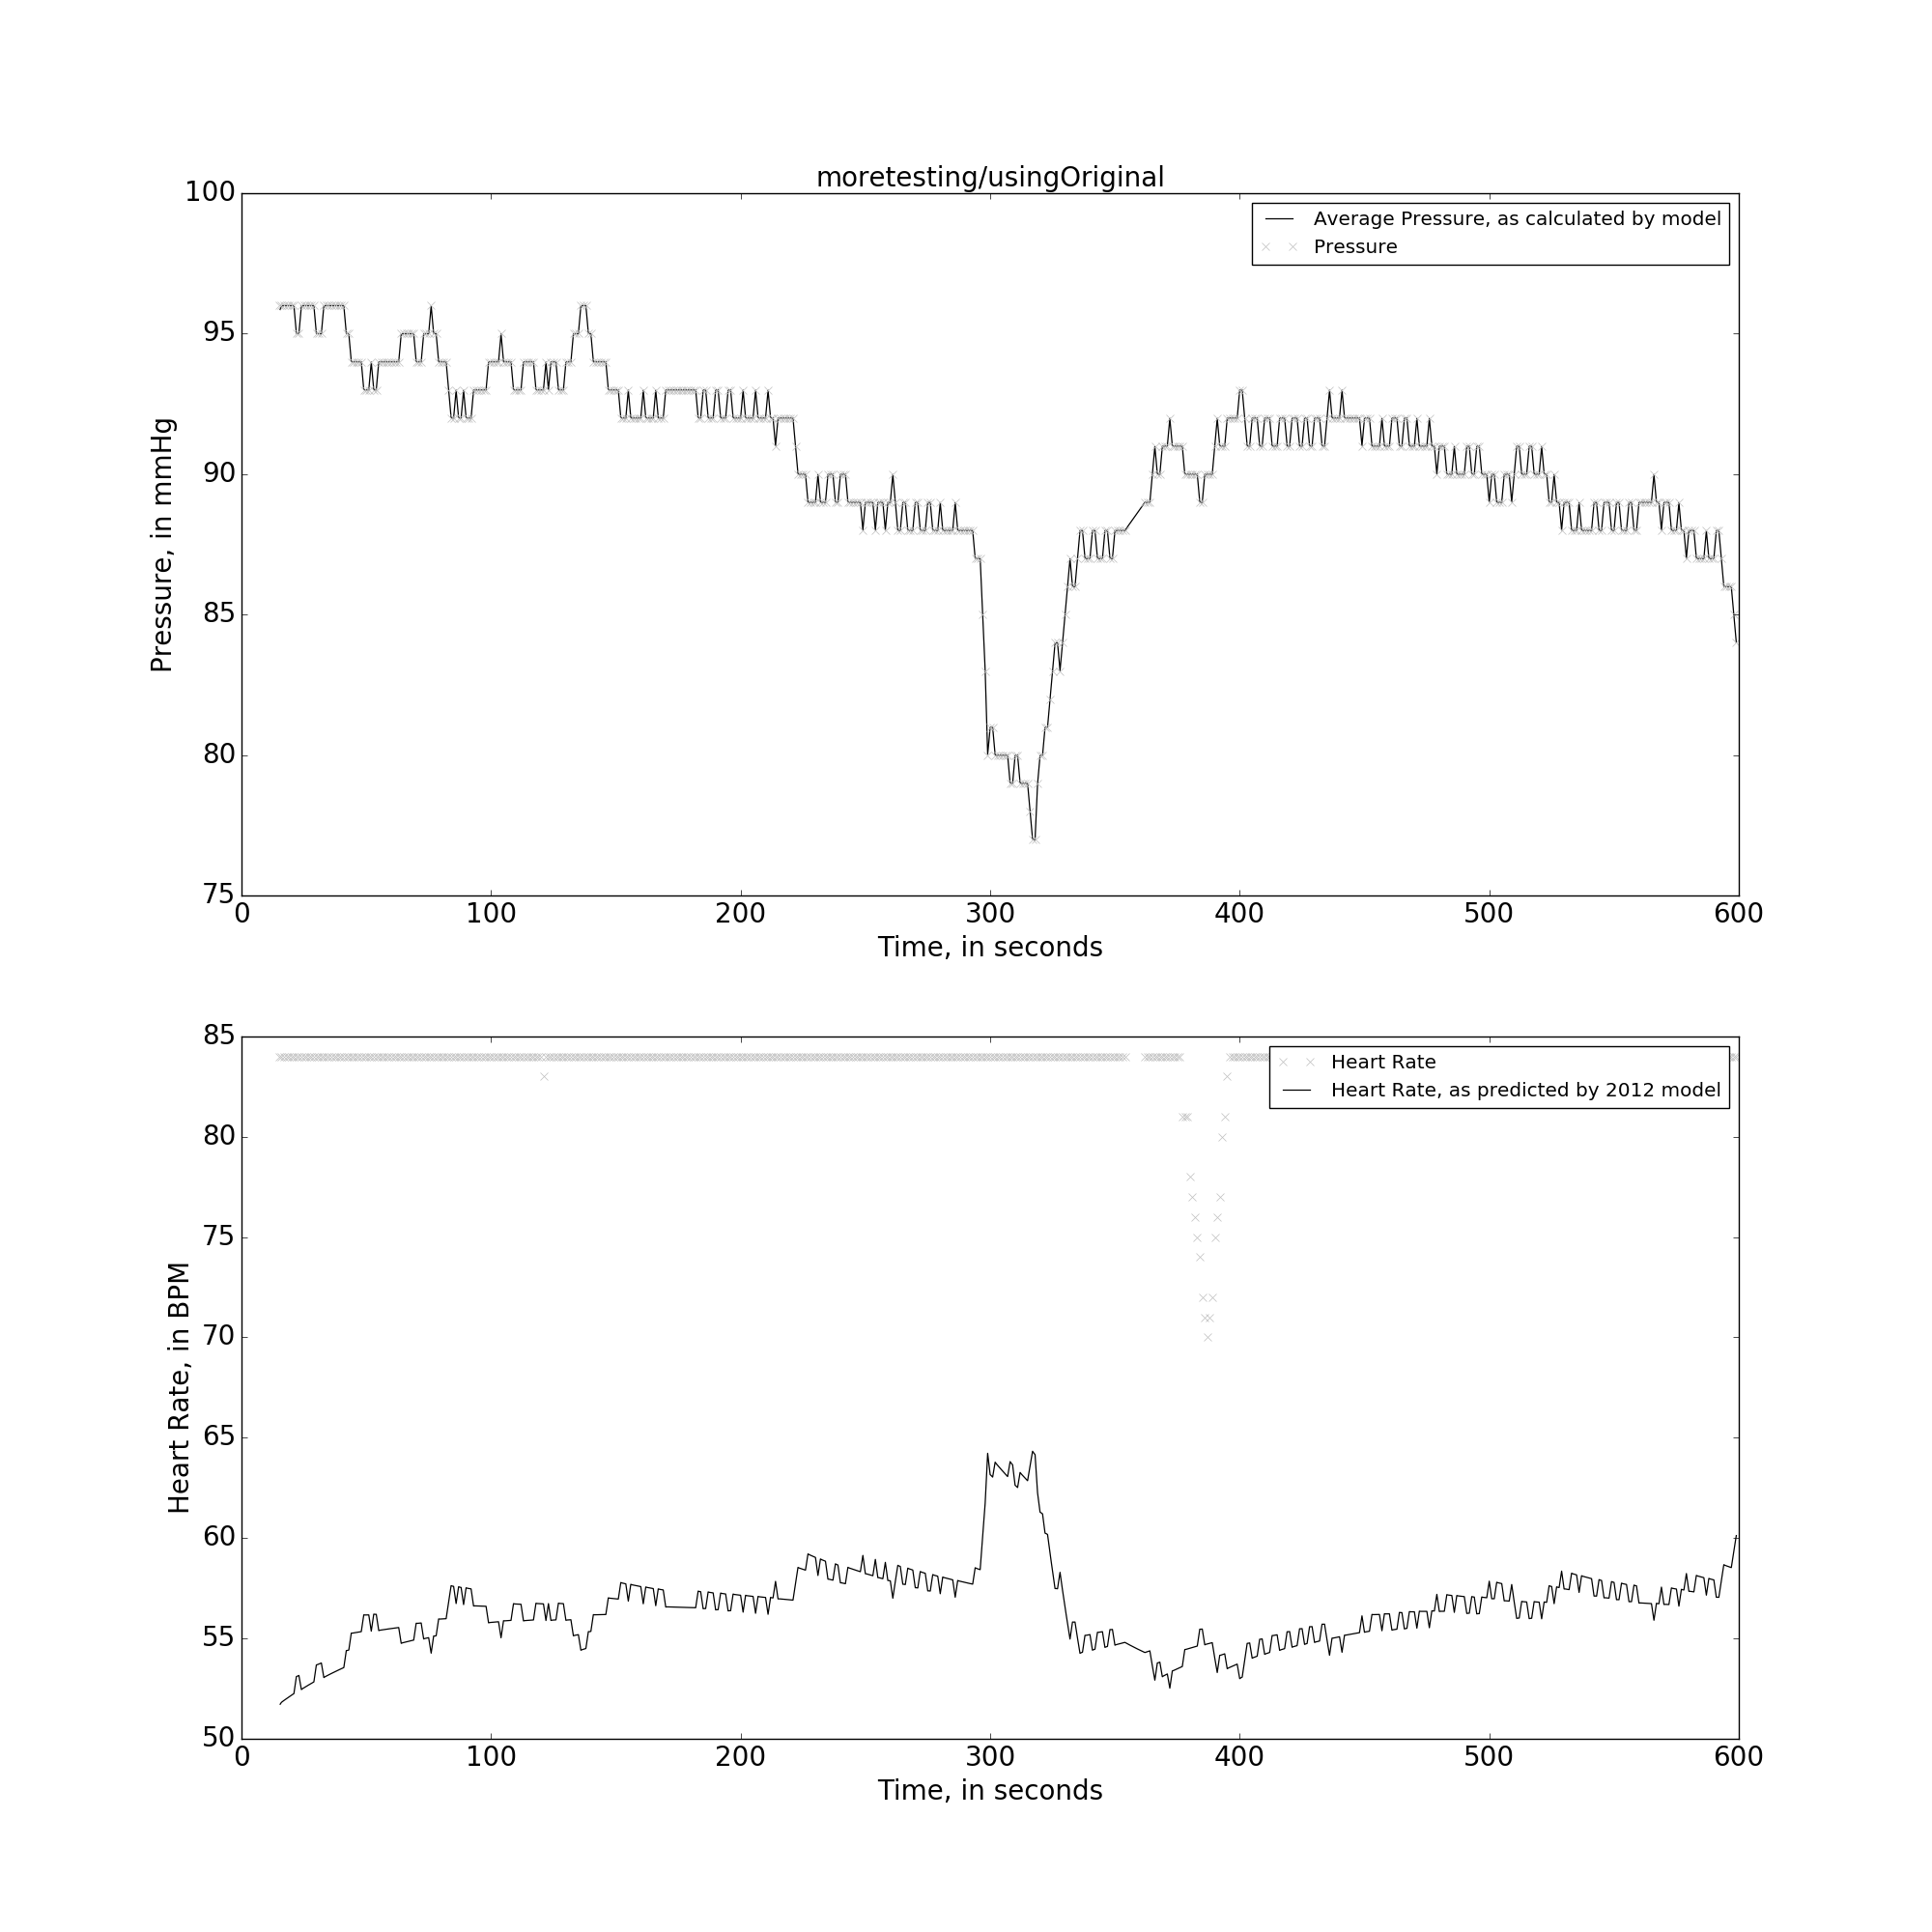 moretesting/usingOriginal
100
95
90
85
80
75
Pressure, in mmHg
Average Pressure, as calculated by model
Pressure
0 100 200 300 400 500 600
Time, in seconds
85
80
75
70
65
60
55
50
Heart Rate, in BPM
Heart Rate
Heart Rate, as predicted by 2012 model
0 100 200 300 400 500 600
Time, in seconds